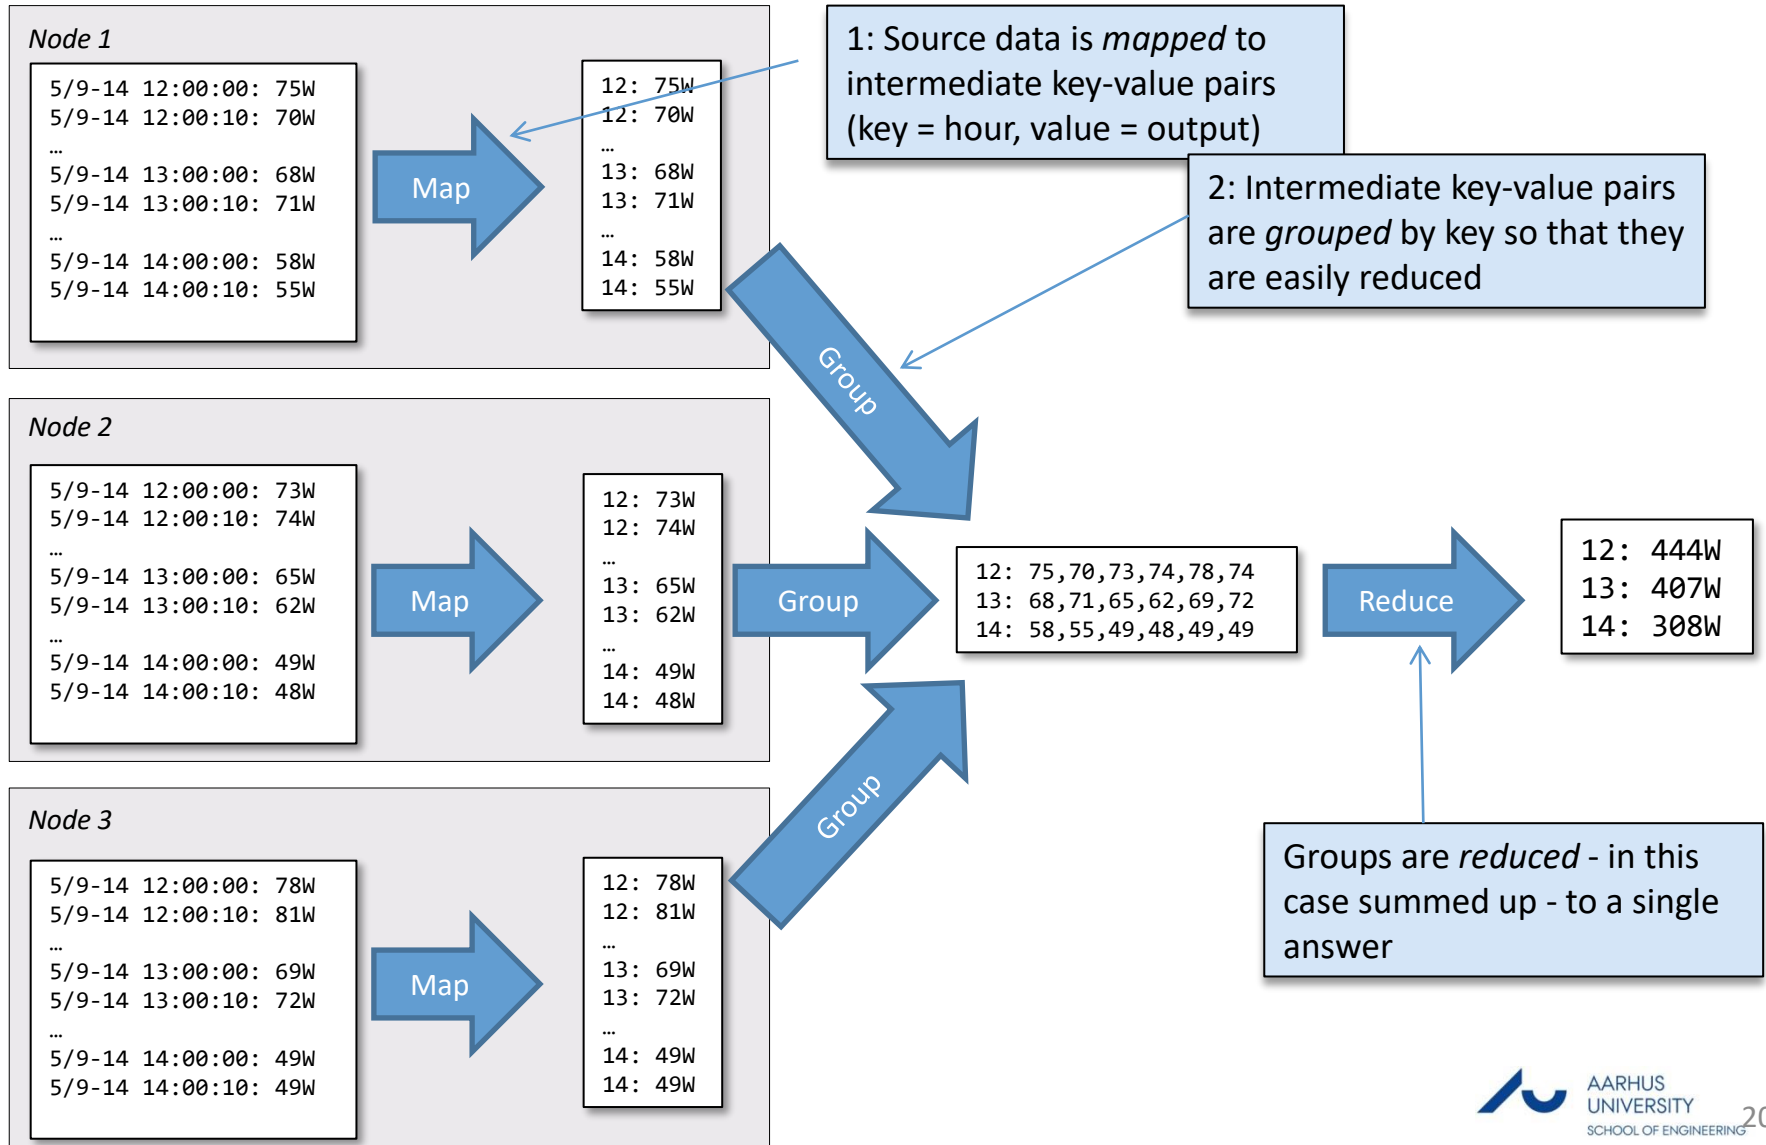 Node 1
5/9-14 12:00:00: 75W
5/9-14 12:00:10: 70W
…
5/9-14 13:00:00: 68W
5/9-14 13:00:10: 71W
…
5/9-14 14:00:00: 58W
5/9-14 14:00:10: 55W
Map
12: 75W
12: 70W
…
13: 68W
13: 71W
…
14: 58W
14: 55W
1: Source data is mapped to
intermediate key-value pairs
(key = hour, value = output)
2: Intermediate key-value pairs
are grouped by key so that they
are easily reduced
Group
Node 2
5/9-14 12:00:00: 73W
5/9-14 12:00:10: 74W
…
5/9-14 13:00:00: 65W
5/9-14 13:00:10: 62W
…
5/9-14 14:00:00: 49W
5/9-14 14:00:10: 48W
Map
12: 73W
12: 74W
…
13: 65W
13: 62W
…
14: 49W
14: 48W
Group
12: 75,70,73,74,78,74
13: 68,71,65,62,69,72
14: 58,55,49,48,49,49
Reduce
12: 444W
13: 407W
14: 308W
Node 3
5/9-14 12:00:00: 78W
5/9-14 12:00:10: 81W
…
5/9-14 13:00:00: 69W
5/9-14 13:00:10: 72W
…
5/9-14 14:00:00: 49W
5/9-14 14:00:10: 49W
Map
12: 78W
12: 81W
…
13: 69W
13: 72W
…
14: 49W
14: 49W
Group
Groups are reduced - in this
case summed up - to a single
answer
AARHUS
UNIVERSITY
SCHOOL OF ENGINEERING
20